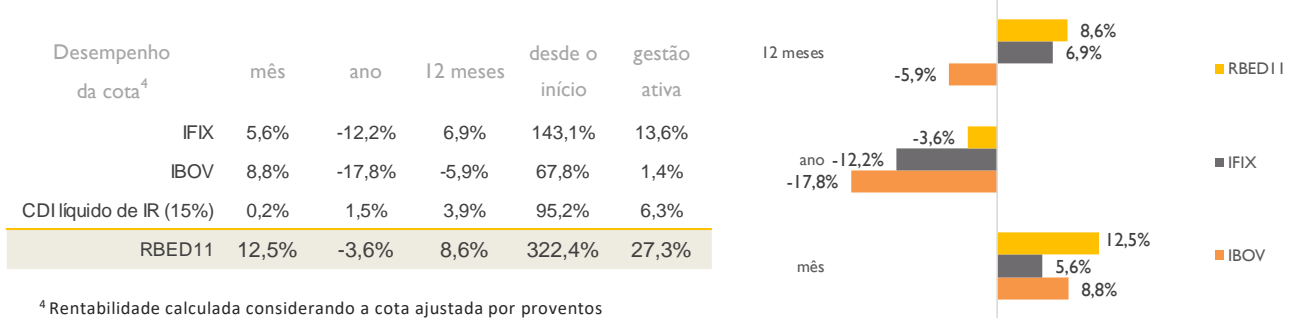 Desempenho da cota⁴ mês ano 12 meses desde o início gestão ativa
IFIX 5,6% -12,2% 6,9% 143,1% 13,6%
IBOV 8,8% -17,8% -5,9% 67,8% 1,4%
CDI líquido de IR (15%) 0,2% 1,5% 3,9% 95,2% 6,3%
RBED11 12,5% -3,6% 8,6% 322,4% 27,3%
⁴ Rentabilidade calculada considerando a cota ajustada por proventos
12 meses
8,6%
6,9%
-5,9%
ano
-3,6%
-12,2%
-17,8%
mês
12,5%
5,6%
8,8%
RBED11
IFIX
IBOV